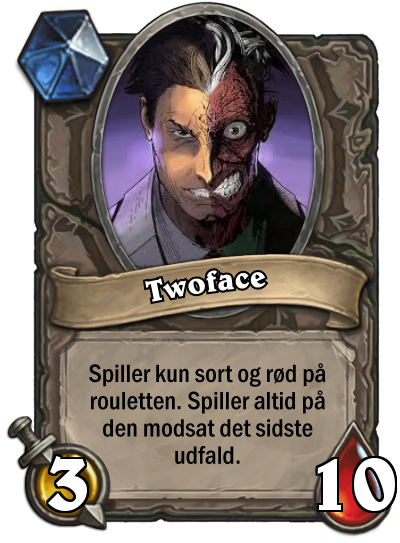 Twoface
Spiller kun sort og rød på
rouletten. Spiller altid på
den modsat det sidste
udfald.
3
10